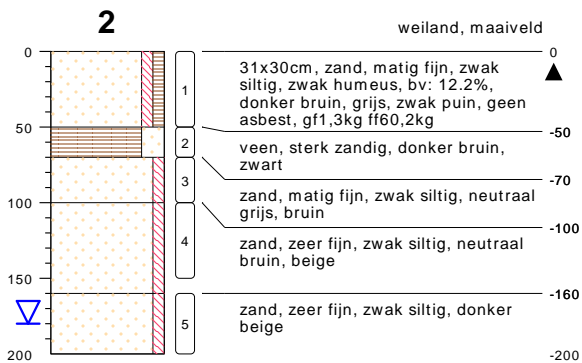 2
weiland, maaiveld
0
50
100
150
200
1
2
3
4
5
31x30cm, zand, matig fijn, zwak
siltig, zwak humeus, bv: 12.2%,
donker bruin, grijs, zwak puin, geen
asbest, gf1,3kg ff60,2kg
veen, sterk zandig, donker bruin,
zwart
zand, matig fijn, zwak siltig, neutraal
grijs, bruin
zand, zeer fijn, zwak siltig, neutraal
bruin, beige
zand, zeer fijn, zwak siltig, donker
beige
0
-50
-70
-100
-160
-200